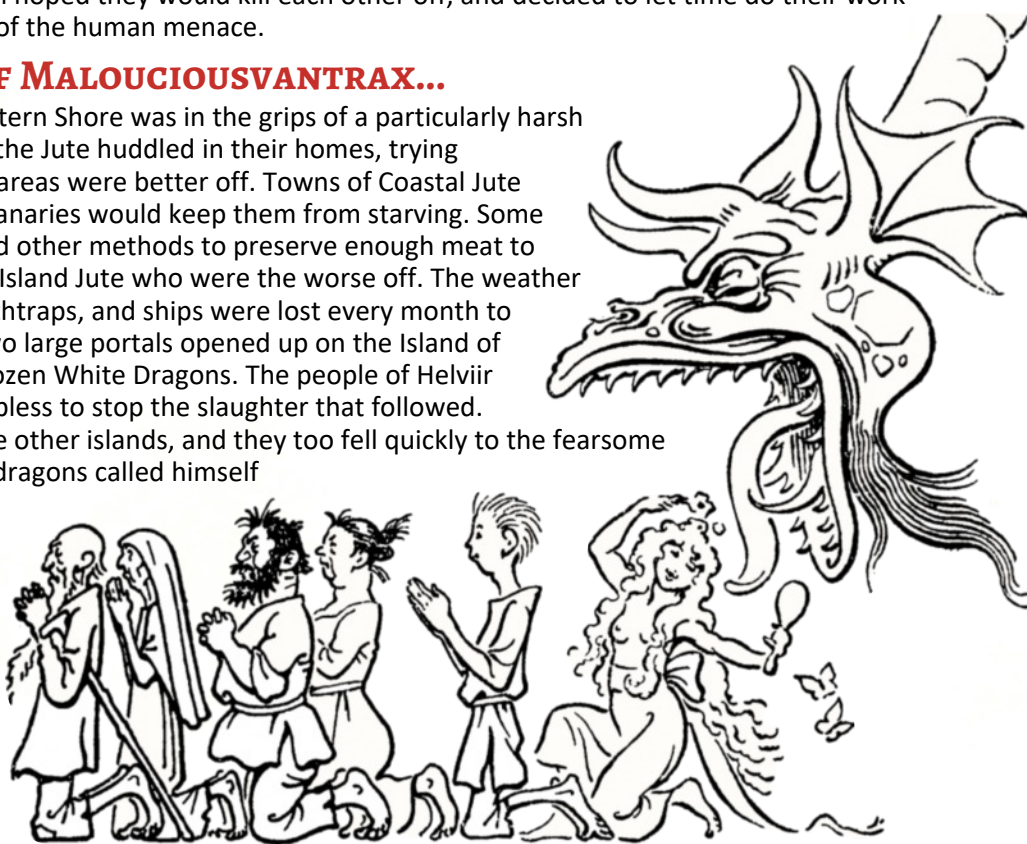 hoped they would kill each other off, and decided to let time do their work
of the human menace.
F MALOUCIOUSVANTRAX...
tern Shore was in the grips of a particularly harsh
the Jute huddled in their homes, trying
areas were better off. Towns of Coastal Jute
anaries would keep them from starving. Some
d other methods to preserve enough meat to
Island Jute who were the worse off. The weather
htraps, and ships were lost every month to
vo large portals opened up on the Island of
ozen White Dragons. The people of Helviir
pless to stop the slaughter that followed.
e other islands, and they too fell quickly to the fearsome
dragons called himself